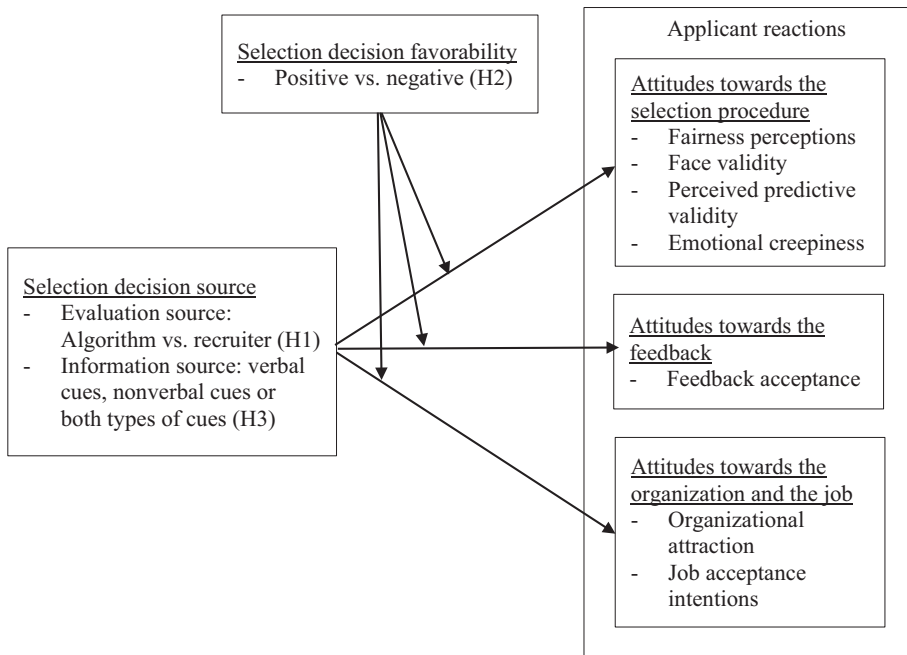 Selection decision favorability
- Positive vs. negative (H2)
Selection decision source
- Evaluation source:
Algorithm vs. recruiter (H1)
- Information source: verbal
cues, nonverbal cues or
both types of cues (H3)
Applicant reactions
Attitudes towards the
selection procedure
- Fairness perceptions
- Face validity
- Perceived predictive
validity
- Emotional creepiness
Attitudes towards the
feedback
- Feedback acceptance
Attitudes towards the
organization and the job
- Organizational
attraction
- Job acceptance
intentions